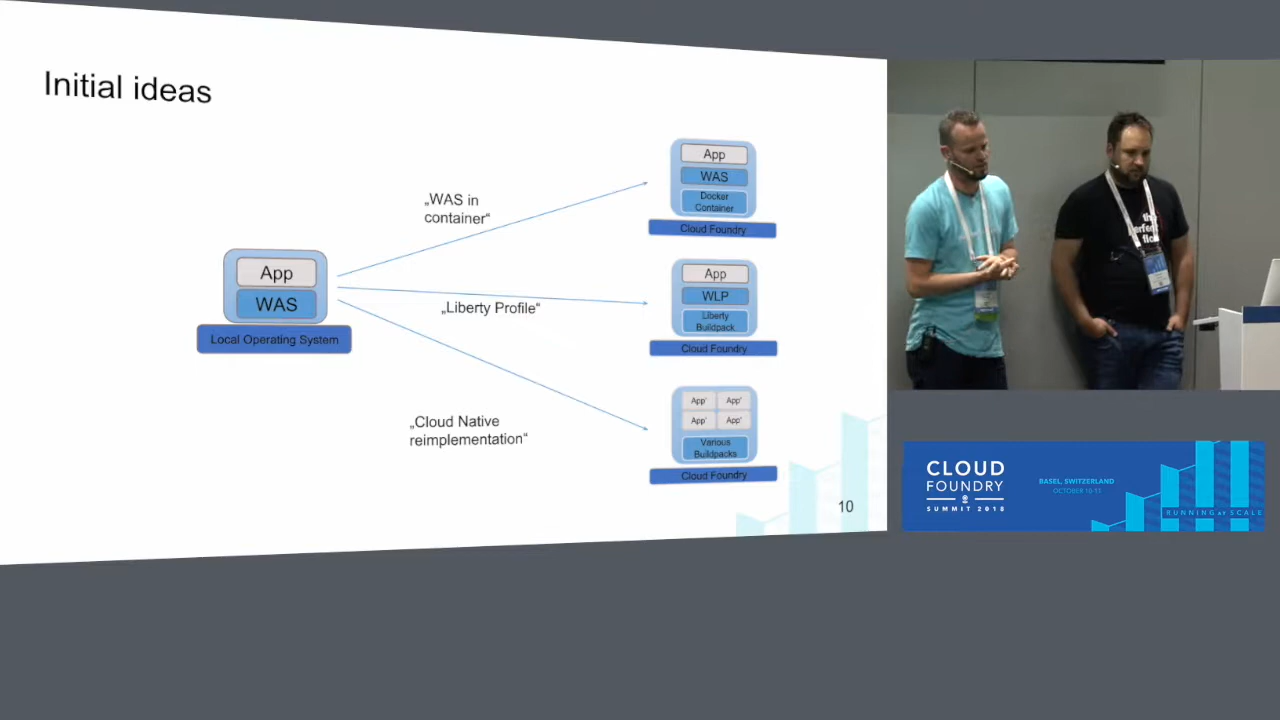 Initial ideas
„WAS in
container“
„Liberty Profile“
„Cloud Native
reimplementation“
App
WAS
Local Operating System
App
WAS
Docker
Container
Cloud Foundry
App
WLP
Liberty
Buildpack
Cloud Foundry
App'
App'
App'
App'
Various
Buildpacks
Cloud Foundry
10
the
perfect
CLOUD
FOUNDRY
SUMMIT 2018
BASEL, SWITZERLAND
OCTOBER 10-11
RUNNING AT SCALE